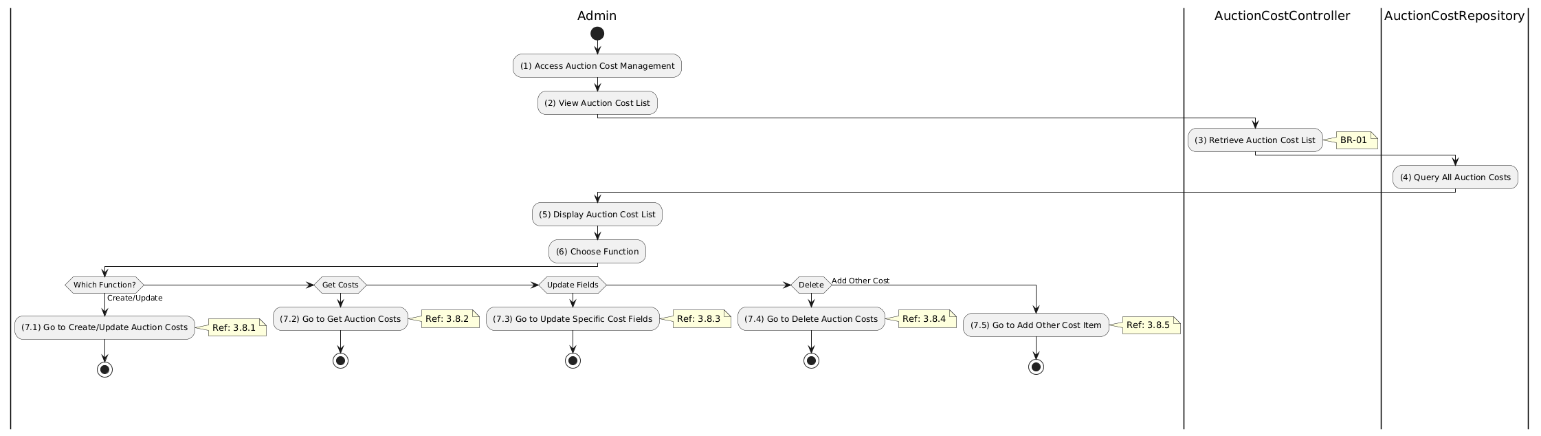 Admin
AuctionCostController
AuctionCostRepository
(1) Access Auction Cost Management
(2) View Auction Cost List
(3) Retrieve Auction Cost List
BR-01
(4) Query All Auction Costs
(5) Display Auction Cost List
(6) Choose Function
Which Function?
Create/Update
Get Costs
Update Fields
Delete
Add Other Cost
(7.1) Go to Create/Update Auction Costs
Ref: 3.8.1
(7.2) Go to Get Auction Costs
Ref: 3.8.2
(7.3) Go to Update Specific Cost Fields
Ref: 3.8.3
(7.4) Go to Delete Auction Costs
Ref: 3.8.4
(7.5) Go to Add Other Cost Item
Ref: 3.8.5